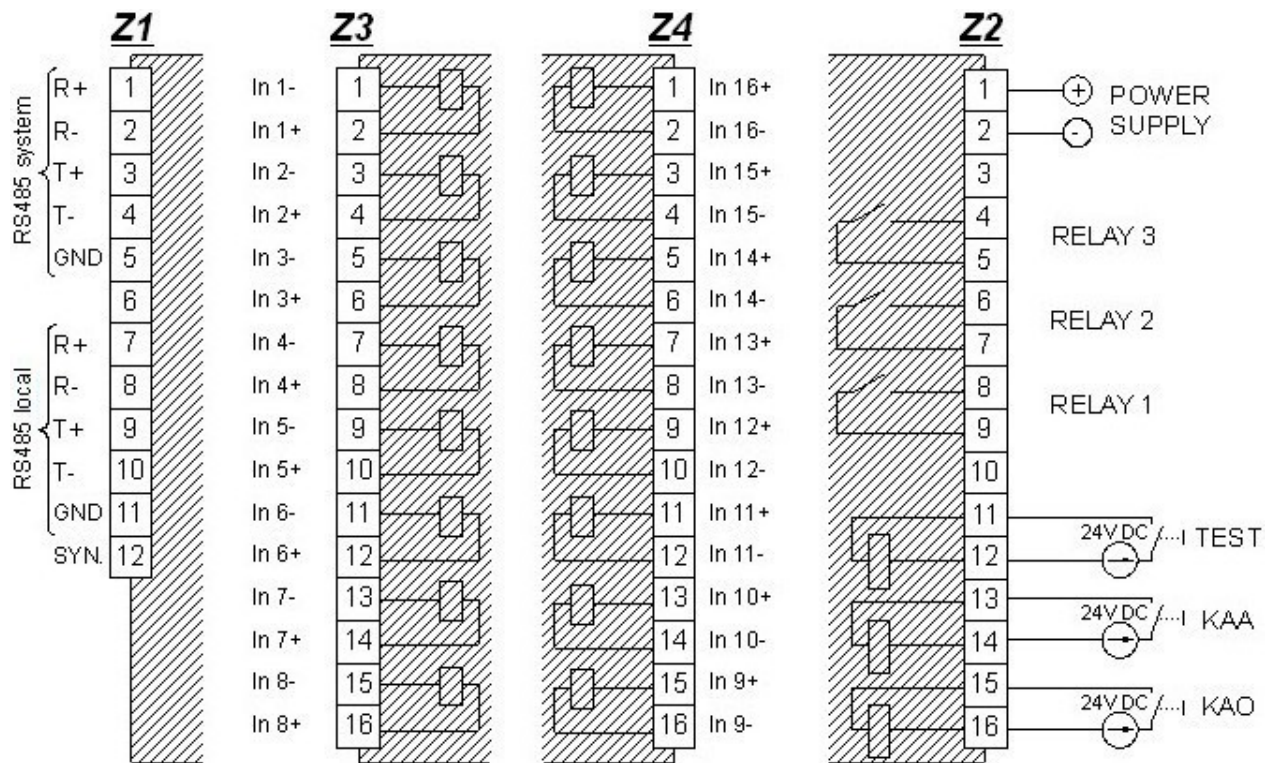 Z1
Z3
Z4
Z2
RS485 system
R+ 1
R- 2
T+ 3
T- 4
GND 5
6
RS485 local
R+ 7
R- 8
T+ 9
T- 10
GND 11
SYN. 12
In 1- 1
In 1+ 2
In 2- 3
In 2+ 4
In 3- 5
In 3+ 6
In 4- 7
In 4+ 8
In 5- 9
In 5+ 10
In 6- 11
In 6+ 12
In 7- 13
In 7+ 14
In 8- 15
In 8+ 16
1 In 16+
2 In 16-
3 In 15+
4 In 15-
5 In 14+
6 In 14-
7 In 13+
8 In 13-
9 In 12+
10 In 12-
11 In 11+
12 In 11-
13 In 10+
14 In 10-
15 In 9+
16 In 9-
1 + POWER
2 - SUPPLY
3
4
RELAY 3
5
6
RELAY 2
7
8
RELAY 1
9
10
11
24V DC TEST
12
13
24V DC KAA
14
15
24V DC KAO
16